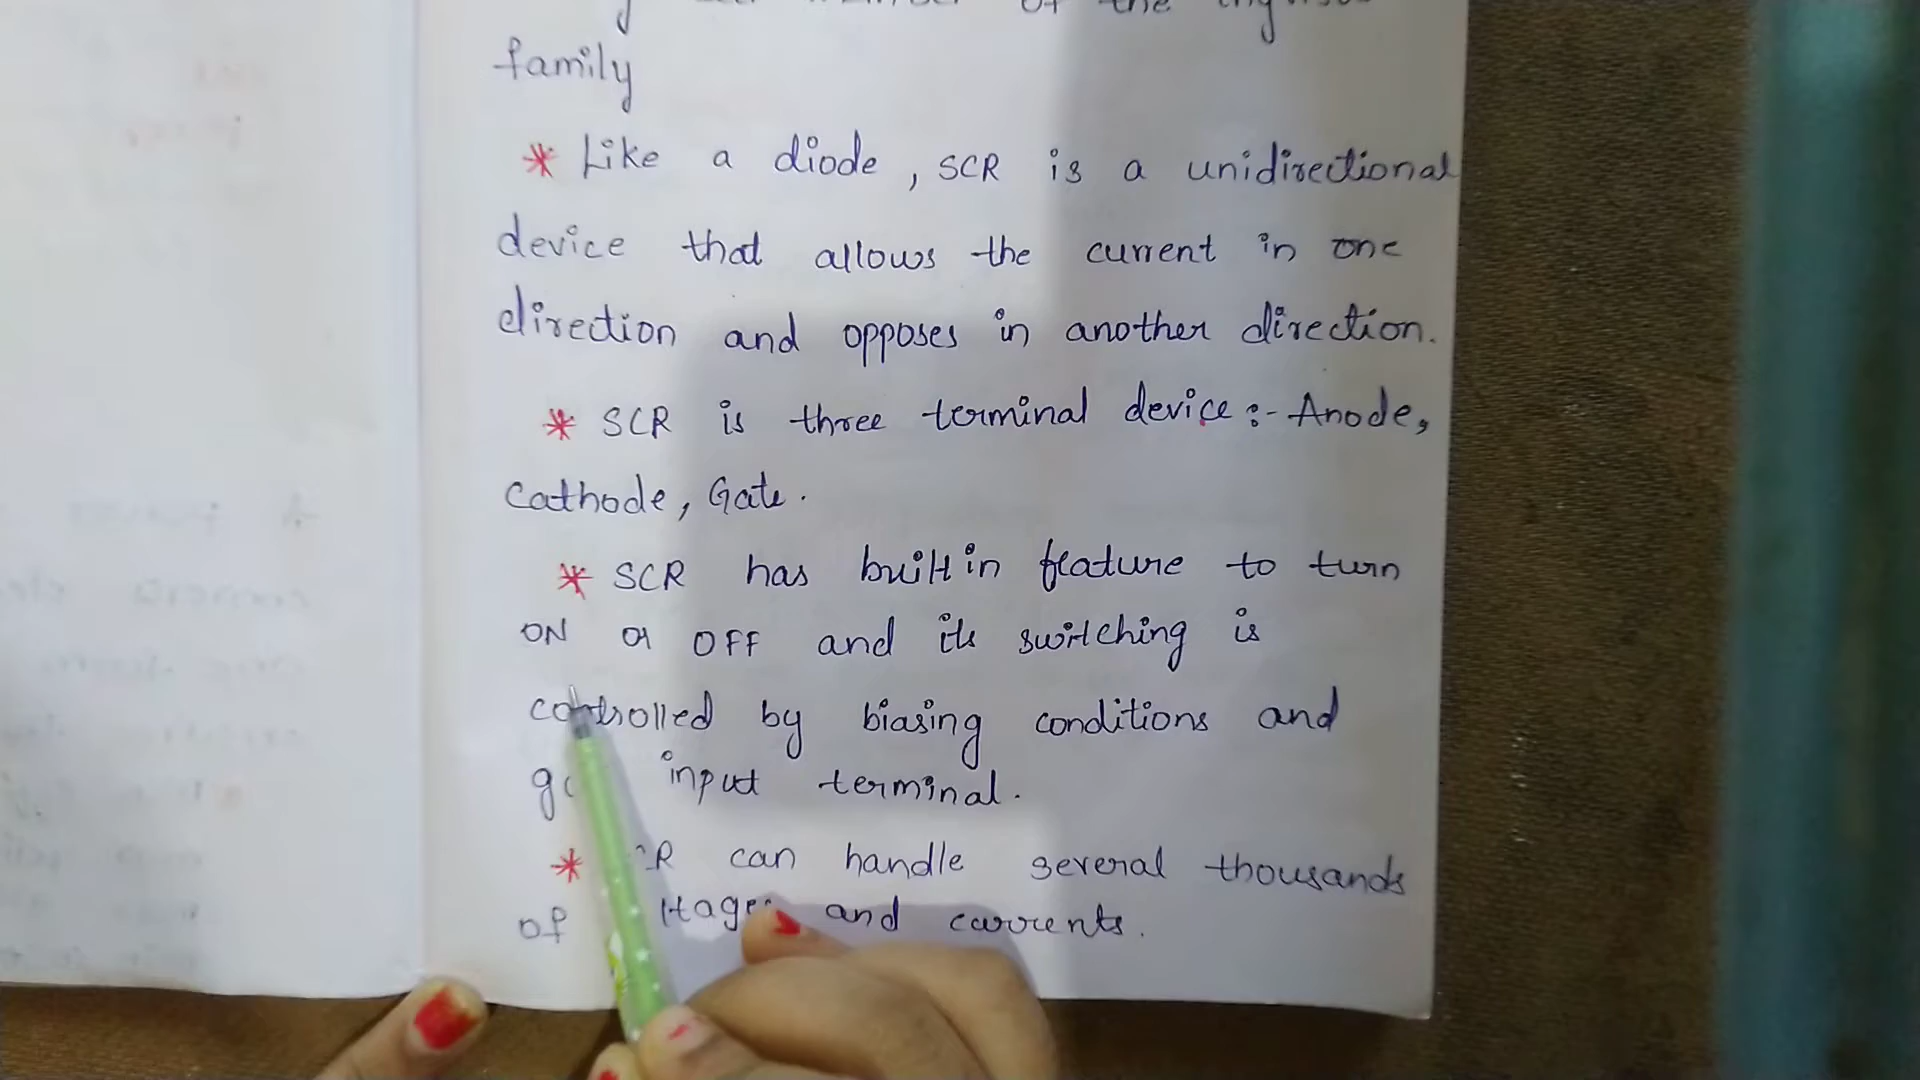 of the
family
* Like a diode, SCR is a unidirectional
device that allows the current in one
direction and opposes in another direction.
* SCR is three terminal device :- Anode,
Cathode, Gate.
* SCR has built in feature to turn
ON or OFF and its switching is
controlled by biasing conditions and
input terminal.
* can handle several thousands
of and currents.